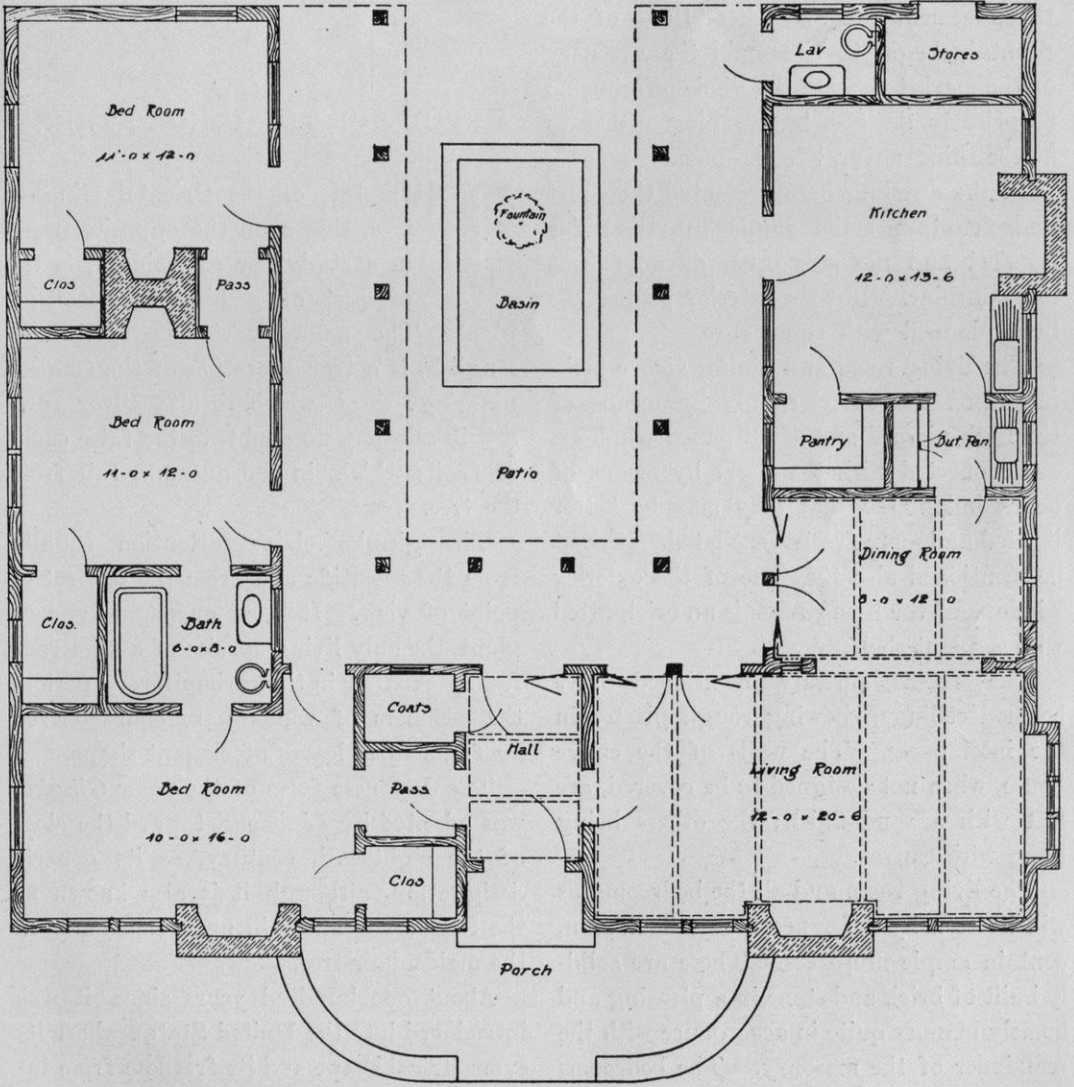 Lav
Stores
Bed Room
11'-0 x 12-0
Fountain
Kitchen
12-0 x 13-6
Clos
Pass
Basin
Bed Room
11-0 x 12-0
Pantry
But Pan.
Patio
Dining Room
8-0 x 12-0
Clos.
Bath
6-0 x 8-0
Coats
Hall
Living Room
12-0 x 20-6
Bed Room
10-0 x 16-0
Pass.
Clos
Porch